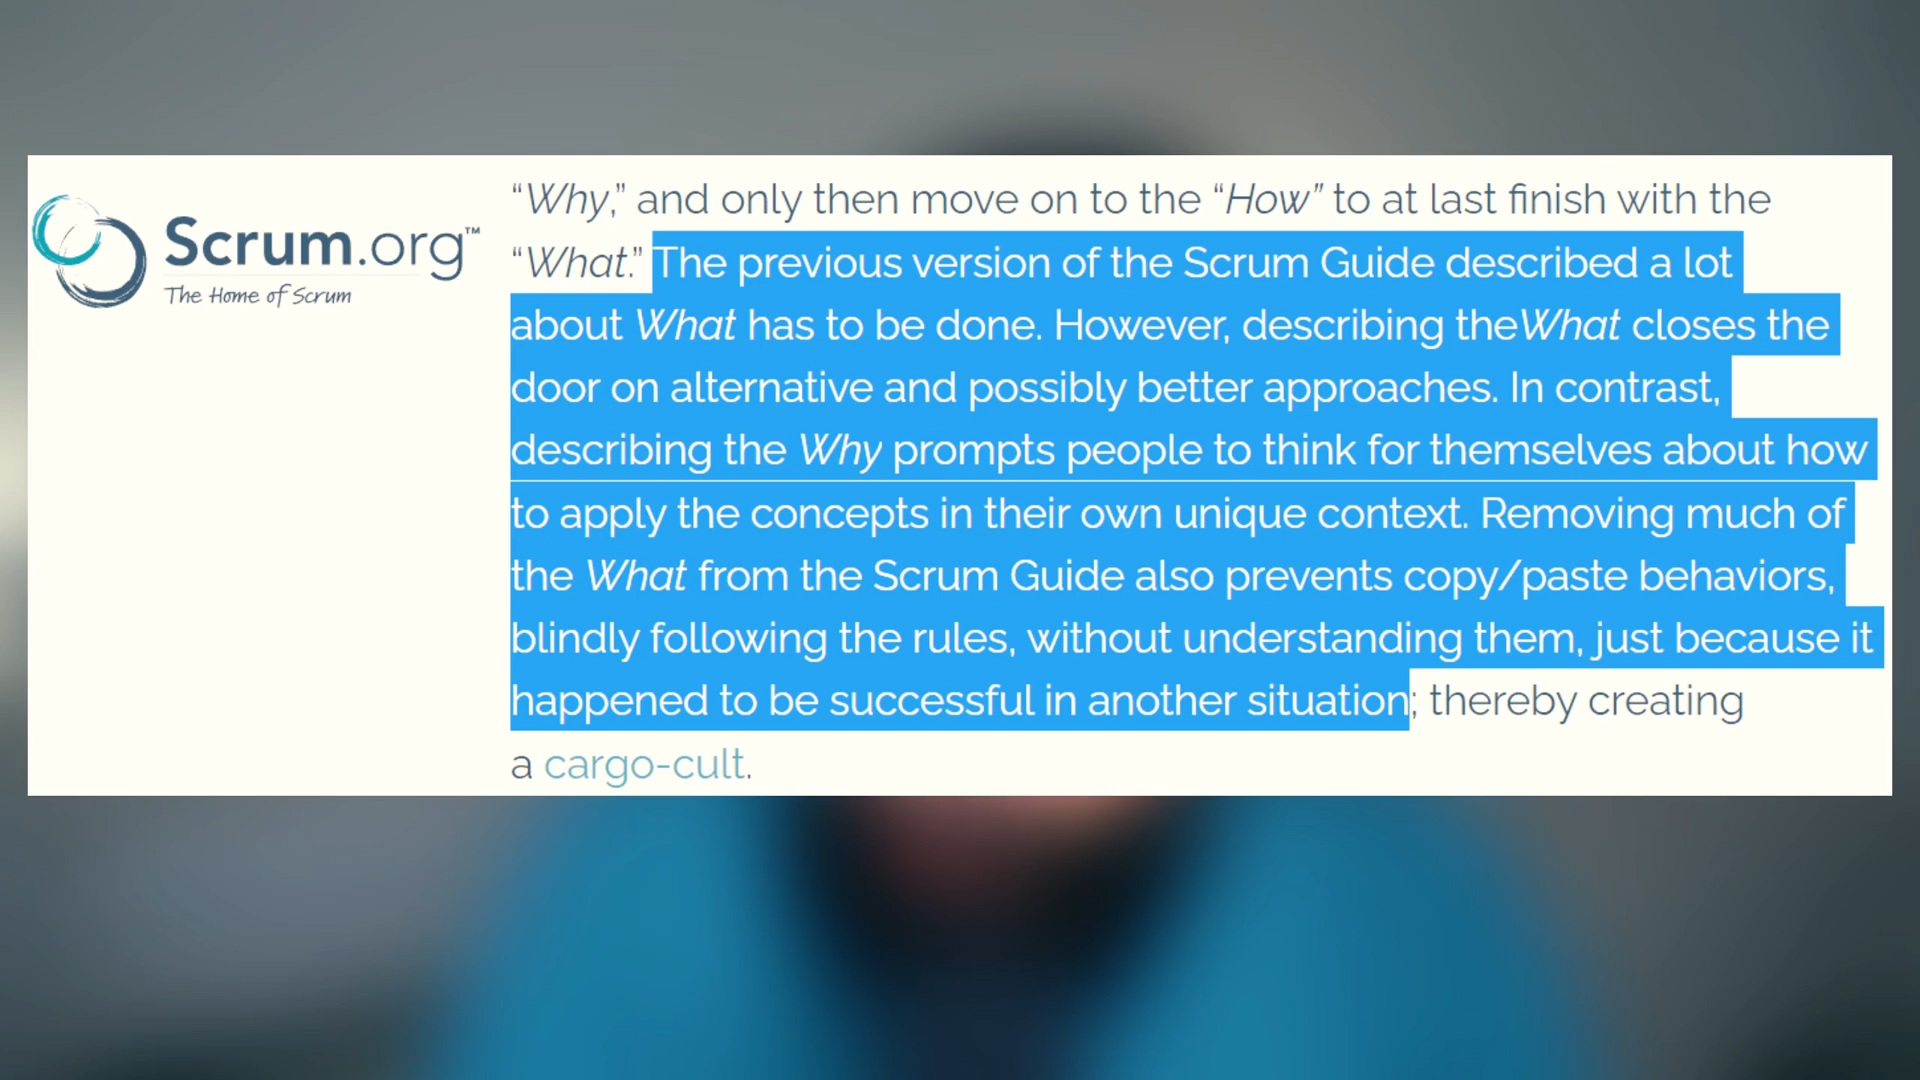 Scrum.org™
The Home of Scrum
“Why,” and only then move on to the “How” to at last finish with the
“What.” The previous version of the Scrum Guide described a lot
about What has to be done. However, describing theWhat closes the
door on alternative and possibly better approaches. In contrast,
describing the Why prompts people to think for themselves about how
to apply the concepts in their own unique context. Removing much of
the What from the Scrum Guide also prevents copy/paste behaviors,
blindly following the rules, without understanding them, just because it
happened to be successful in another situation; thereby creating
a cargo-cult.